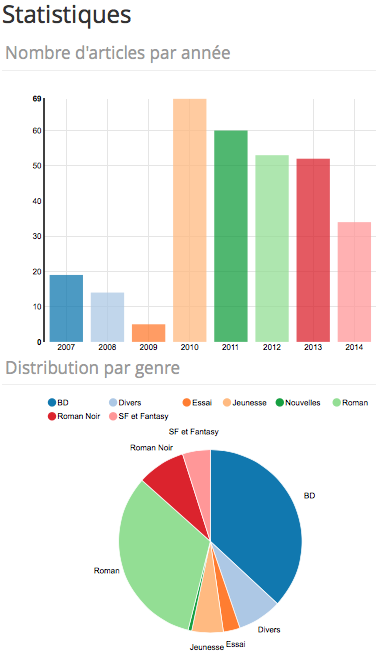 Statistiques
Nombre d'articles par année
69
60
50
40
30
20
10
0
2007 2008 2009 2010 2011 2012 2013 2014
Distribution par genre
BD Divers Essai Jeunesse Nouvelles Roman
Roman Noir SF et Fantasy
SF et Fantasy
Roman Noir
BD
Roman
Divers
Essai
Jeunesse